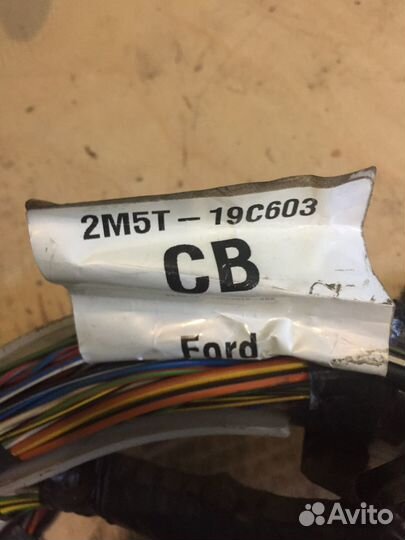 2M5T – 19C603
CB
Ford
Avito